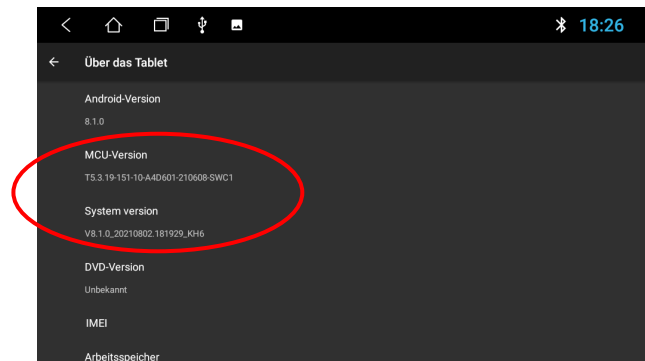 18:26
Über das Tablet
Android-Version
8.1.0
MCU-Version
T5.3.19-151-10-A4D601-210608-SWC1
System version
V8.1.0_20210802.181929_KH6
DVD-Version
Unbekannt
IMEI
Arbeitsspeicher